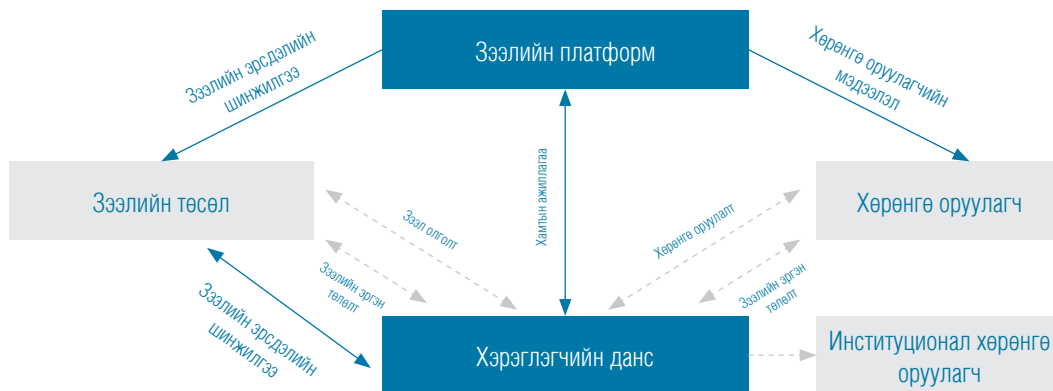 Зээлийн платформ
Зээлийн эрсдэлийн
шинжилгээ
Хөрөнгө оруулагчийн
мэдээлэл
Зээлийн төсөл
Хөрөнгө оруулагч
Хамтын ажиллагаа
Зээл олголт
Хөрөнгө оруулалт
Зээлийн эргэн
төлөлт
Зээлийн эргэн
төлөлт
Зээлийн эрсдэлийн
шинжилгээ
Хэрэглэгчийн данс
Институционал хөрөнгө
оруулагч